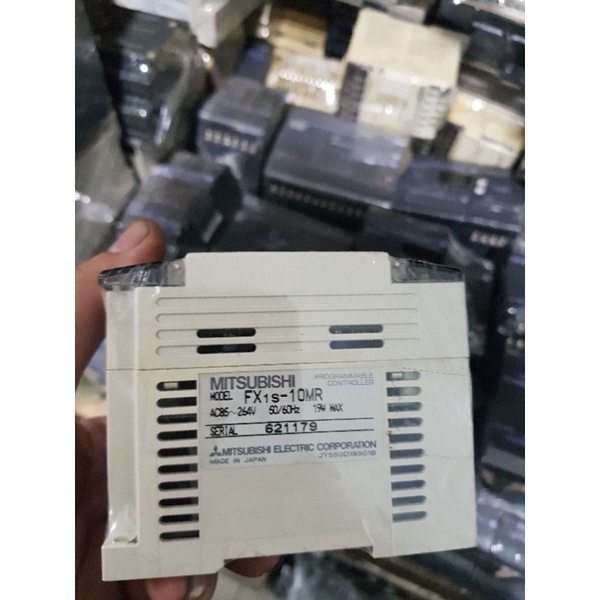 MITSUBISHI
PROGRAMMABLE
CONTROLLER
MODEL FX1S-10MR
AC85~264V 50/60Hz 19W MAX
SERIAL 621179
MITSUBISHI ELECTRIC CORPORATION
MADE IN JAPAN